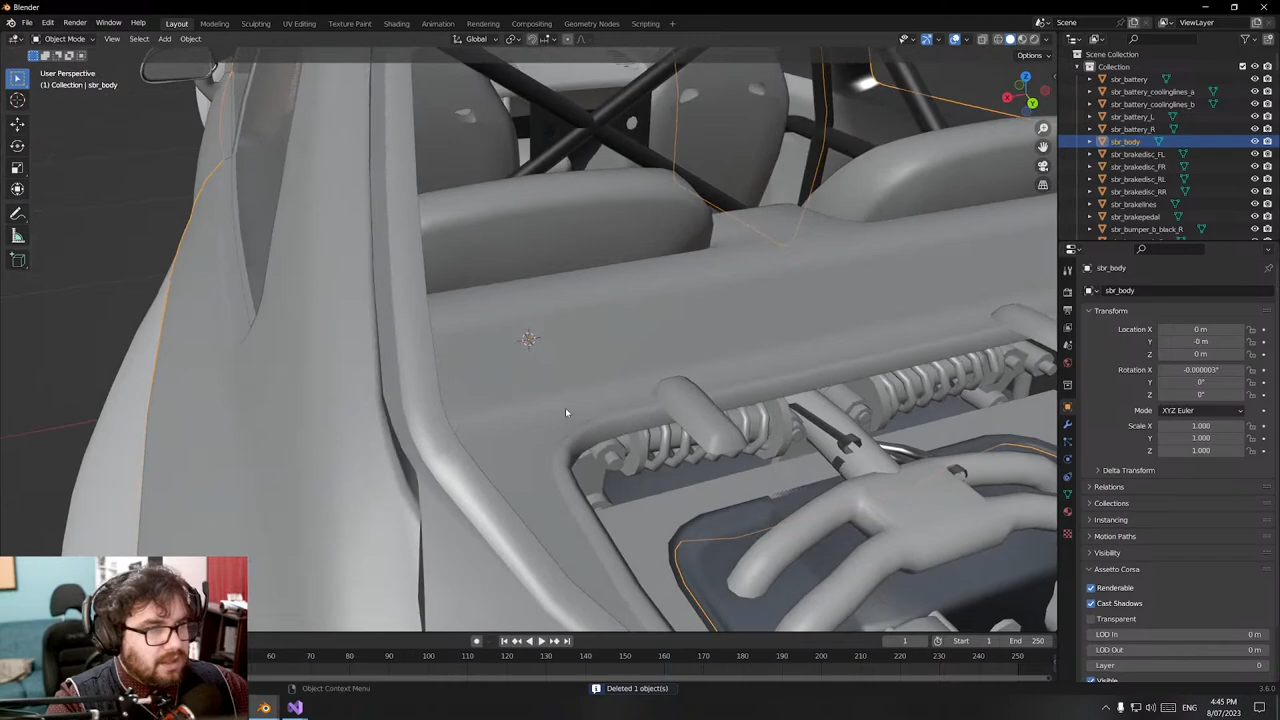 Blender
File Edit Render Window Help
Layout Modeling Sculpting UV Editing Texture Paint Shading Animation Rendering Compositing Geometry Nodes Scripting +
Scene
ViewLayer
Object Mode View Select Add Object
Global
Options
User Perspective
(1) Collection | sbr_body
X
Y
Z
Scene Collection
Collection
sbr_battery
sbr_battery_coolinglines_a
sbr_battery_coolinglines_b
sbr_battery_L
sbr_battery_R
sbr_body
sbr_brakedisc_FL
sbr_brakedisc_FR
sbr_brakedisc_RL
sbr_brakedisc_RR
sbr_brakelines
sbr_brakepedal
sbr_bumper_b_black_R
sbr_body
sbr_body
Transform
Location X 0 m
Y -0 m
Z 0 m
Rotation X -0.000003°
Y 0°
Z 0°
Mode XYZ Euler
Scale X 1.000
Y 1.000
Z 1.000
Delta Transform
Relations
Collections
Instancing
Motion Paths
Visibility
Assetto Corsa
Renderable
Cast Shadows
Transparent
LOD In 0 m
LOD Out 0 m
Layer 0
Visible
1 Start 1 End 250
60 70 80 90 100 110 120 130 140 150 160 170 180 190 200 210 220 230 240 250
Object Context Menu
Deleted 1 object(s)
3.6.0
ENG
4:45 PM
8/07/2023